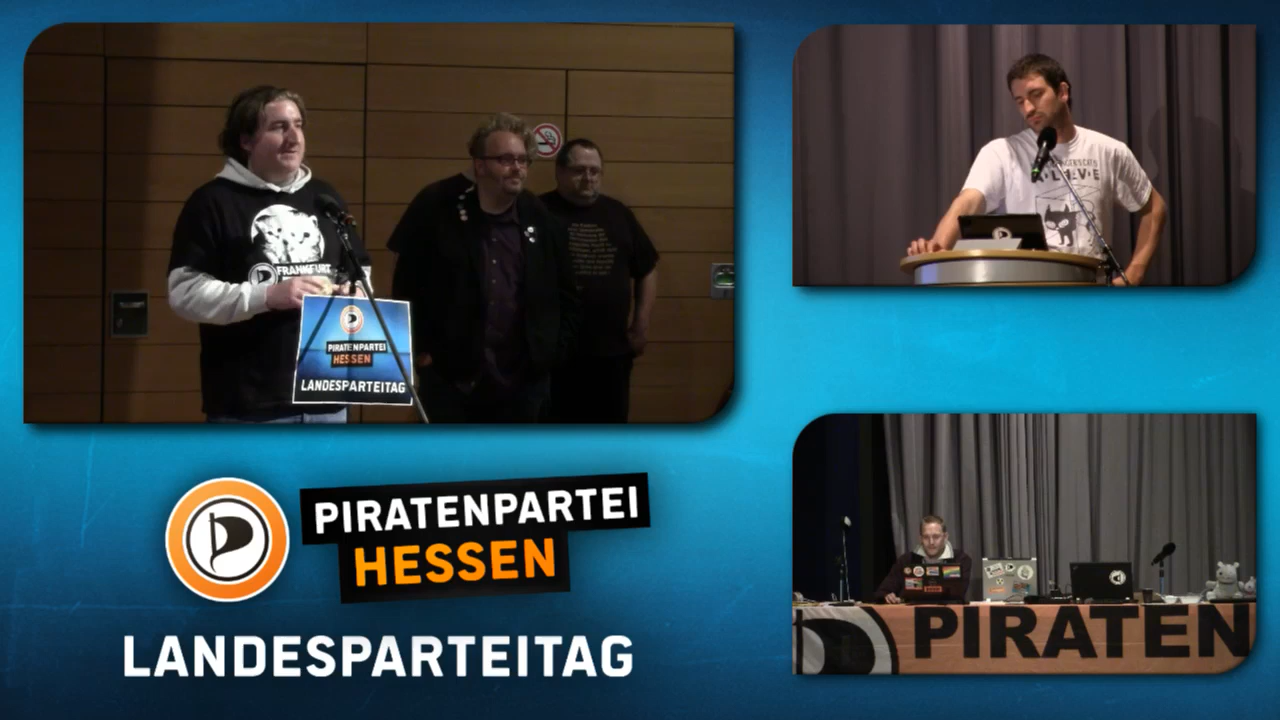 FRANKFURT
PIRATENPARTEI
HESSEN
LANDESPARTEITAG
PIRATENPARTEI
HESSEN
LANDESPARTEITAG
PIRATEN